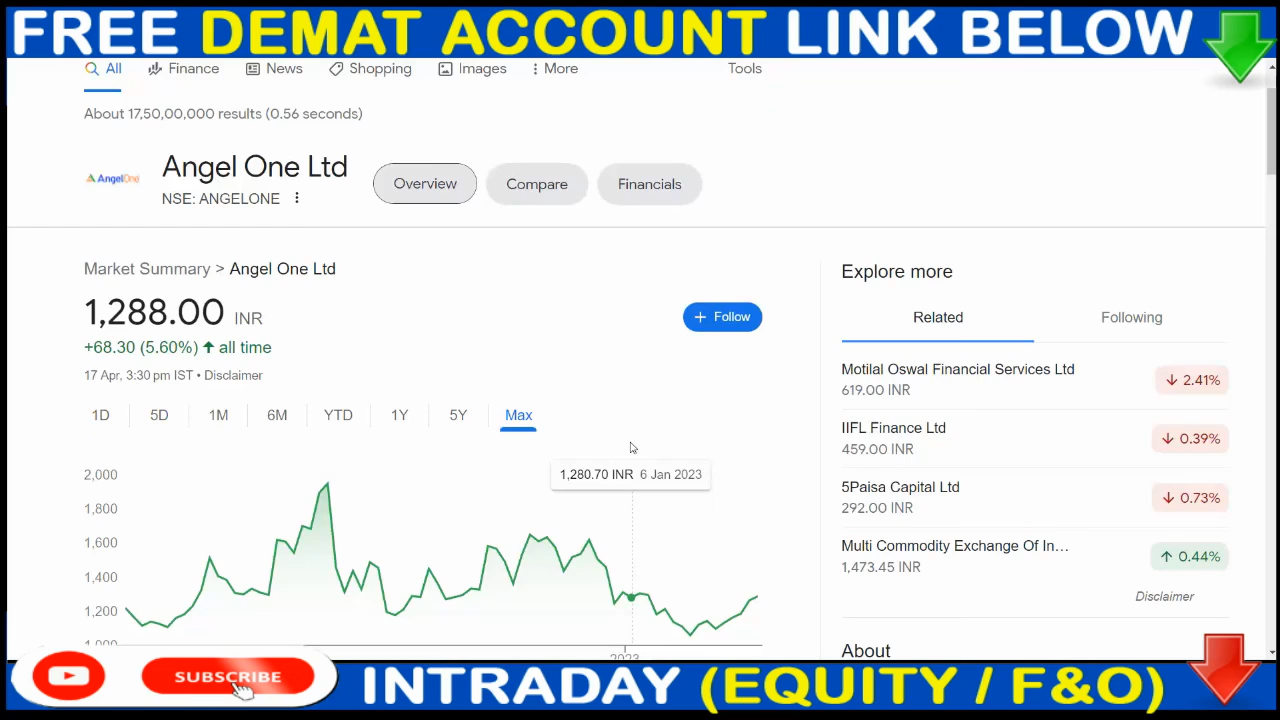 FREE DEMAT ACCOUNT LINK BELOW
All Finance News Shopping Images More Tools
About 17,50,00,000 results (0.56 seconds)
AngelOne
Angel One Ltd
NSE: ANGELONE
Overview Compare Financials
Market Summary > Angel One Ltd
1,288.00 INR
+ Follow
+68.30 (5.60%) ↑ all time
17 Apr, 3:30 pm IST • Disclaimer
1D 5D 1M 6M YTD 1Y 5Y Max
1,280.70 INR 6 Jan 2023
2,000
1,800
1,600
1,400
1,200
1,000
2023
Explore more
Related Following
Motilal Oswal Financial Services Ltd
619.00 INR
↓ 2.41%
IIFL Finance Ltd
459.00 INR
↓ 0.39%
5Paisa Capital Ltd
292.00 INR
↓ 0.73%
Multi Commodity Exchange Of In…
1,473.45 INR
↑ 0.44%
Disclaimer
About
SUBSCRIBE
INTRADAY (EQUITY / F&O)